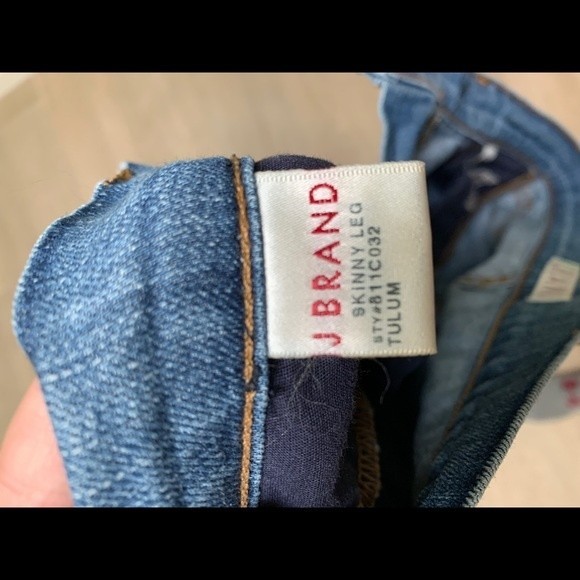 J BRAND
SKINNY LEG
STY#811C032
TULUM